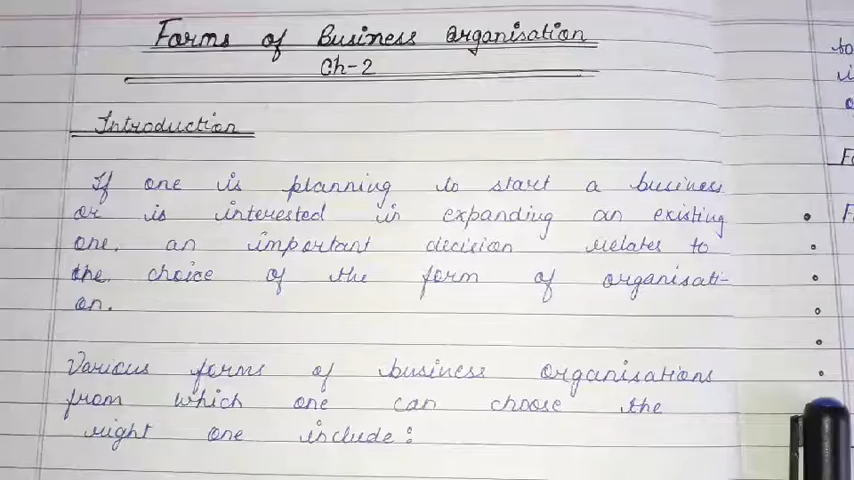 Forms of Business Organisation
Ch-2
Introduction
If one is planning to start a business
or is interested in expanding an existing
one, an important decision relates to
the choice of the form of organisati-
on.
Various forms of business organisations
from which one can choose the
right one include: